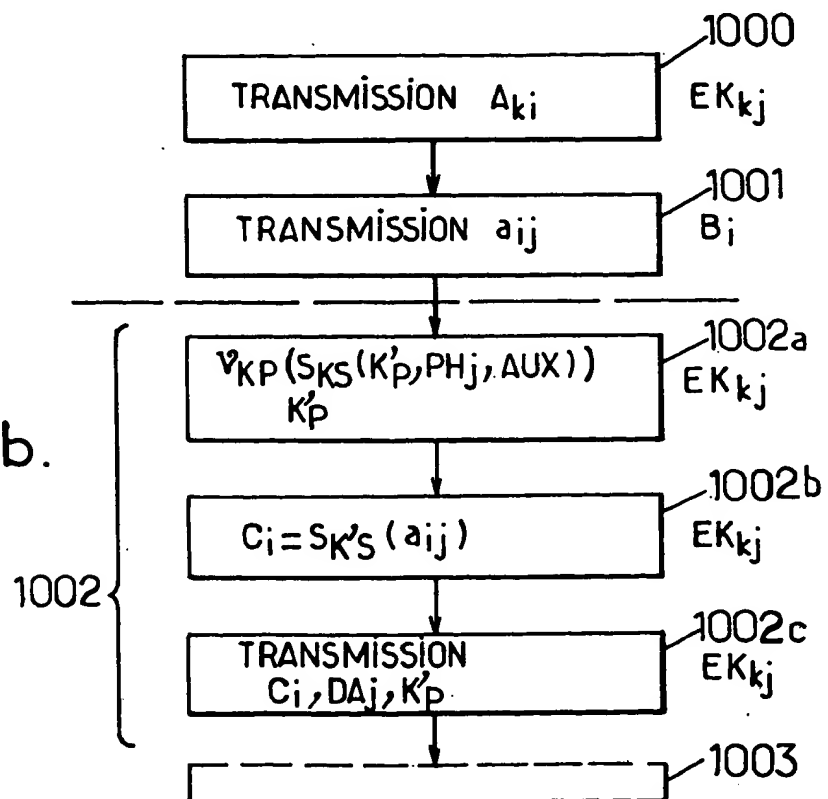 1000
TRANSMISSION A_ki EK_kj
1001
TRANSMISSION a_ij B_i
1002a
𝒱_KP (S_KS (K'_P, PH_j, AUX)) EK_kj
K'_P
b.
1002b
C_i = S_K'S (a_ij) EK_kj
1002
1002c
TRANSMISSION EK_kj
C_i, DA_j, K'_P
1003